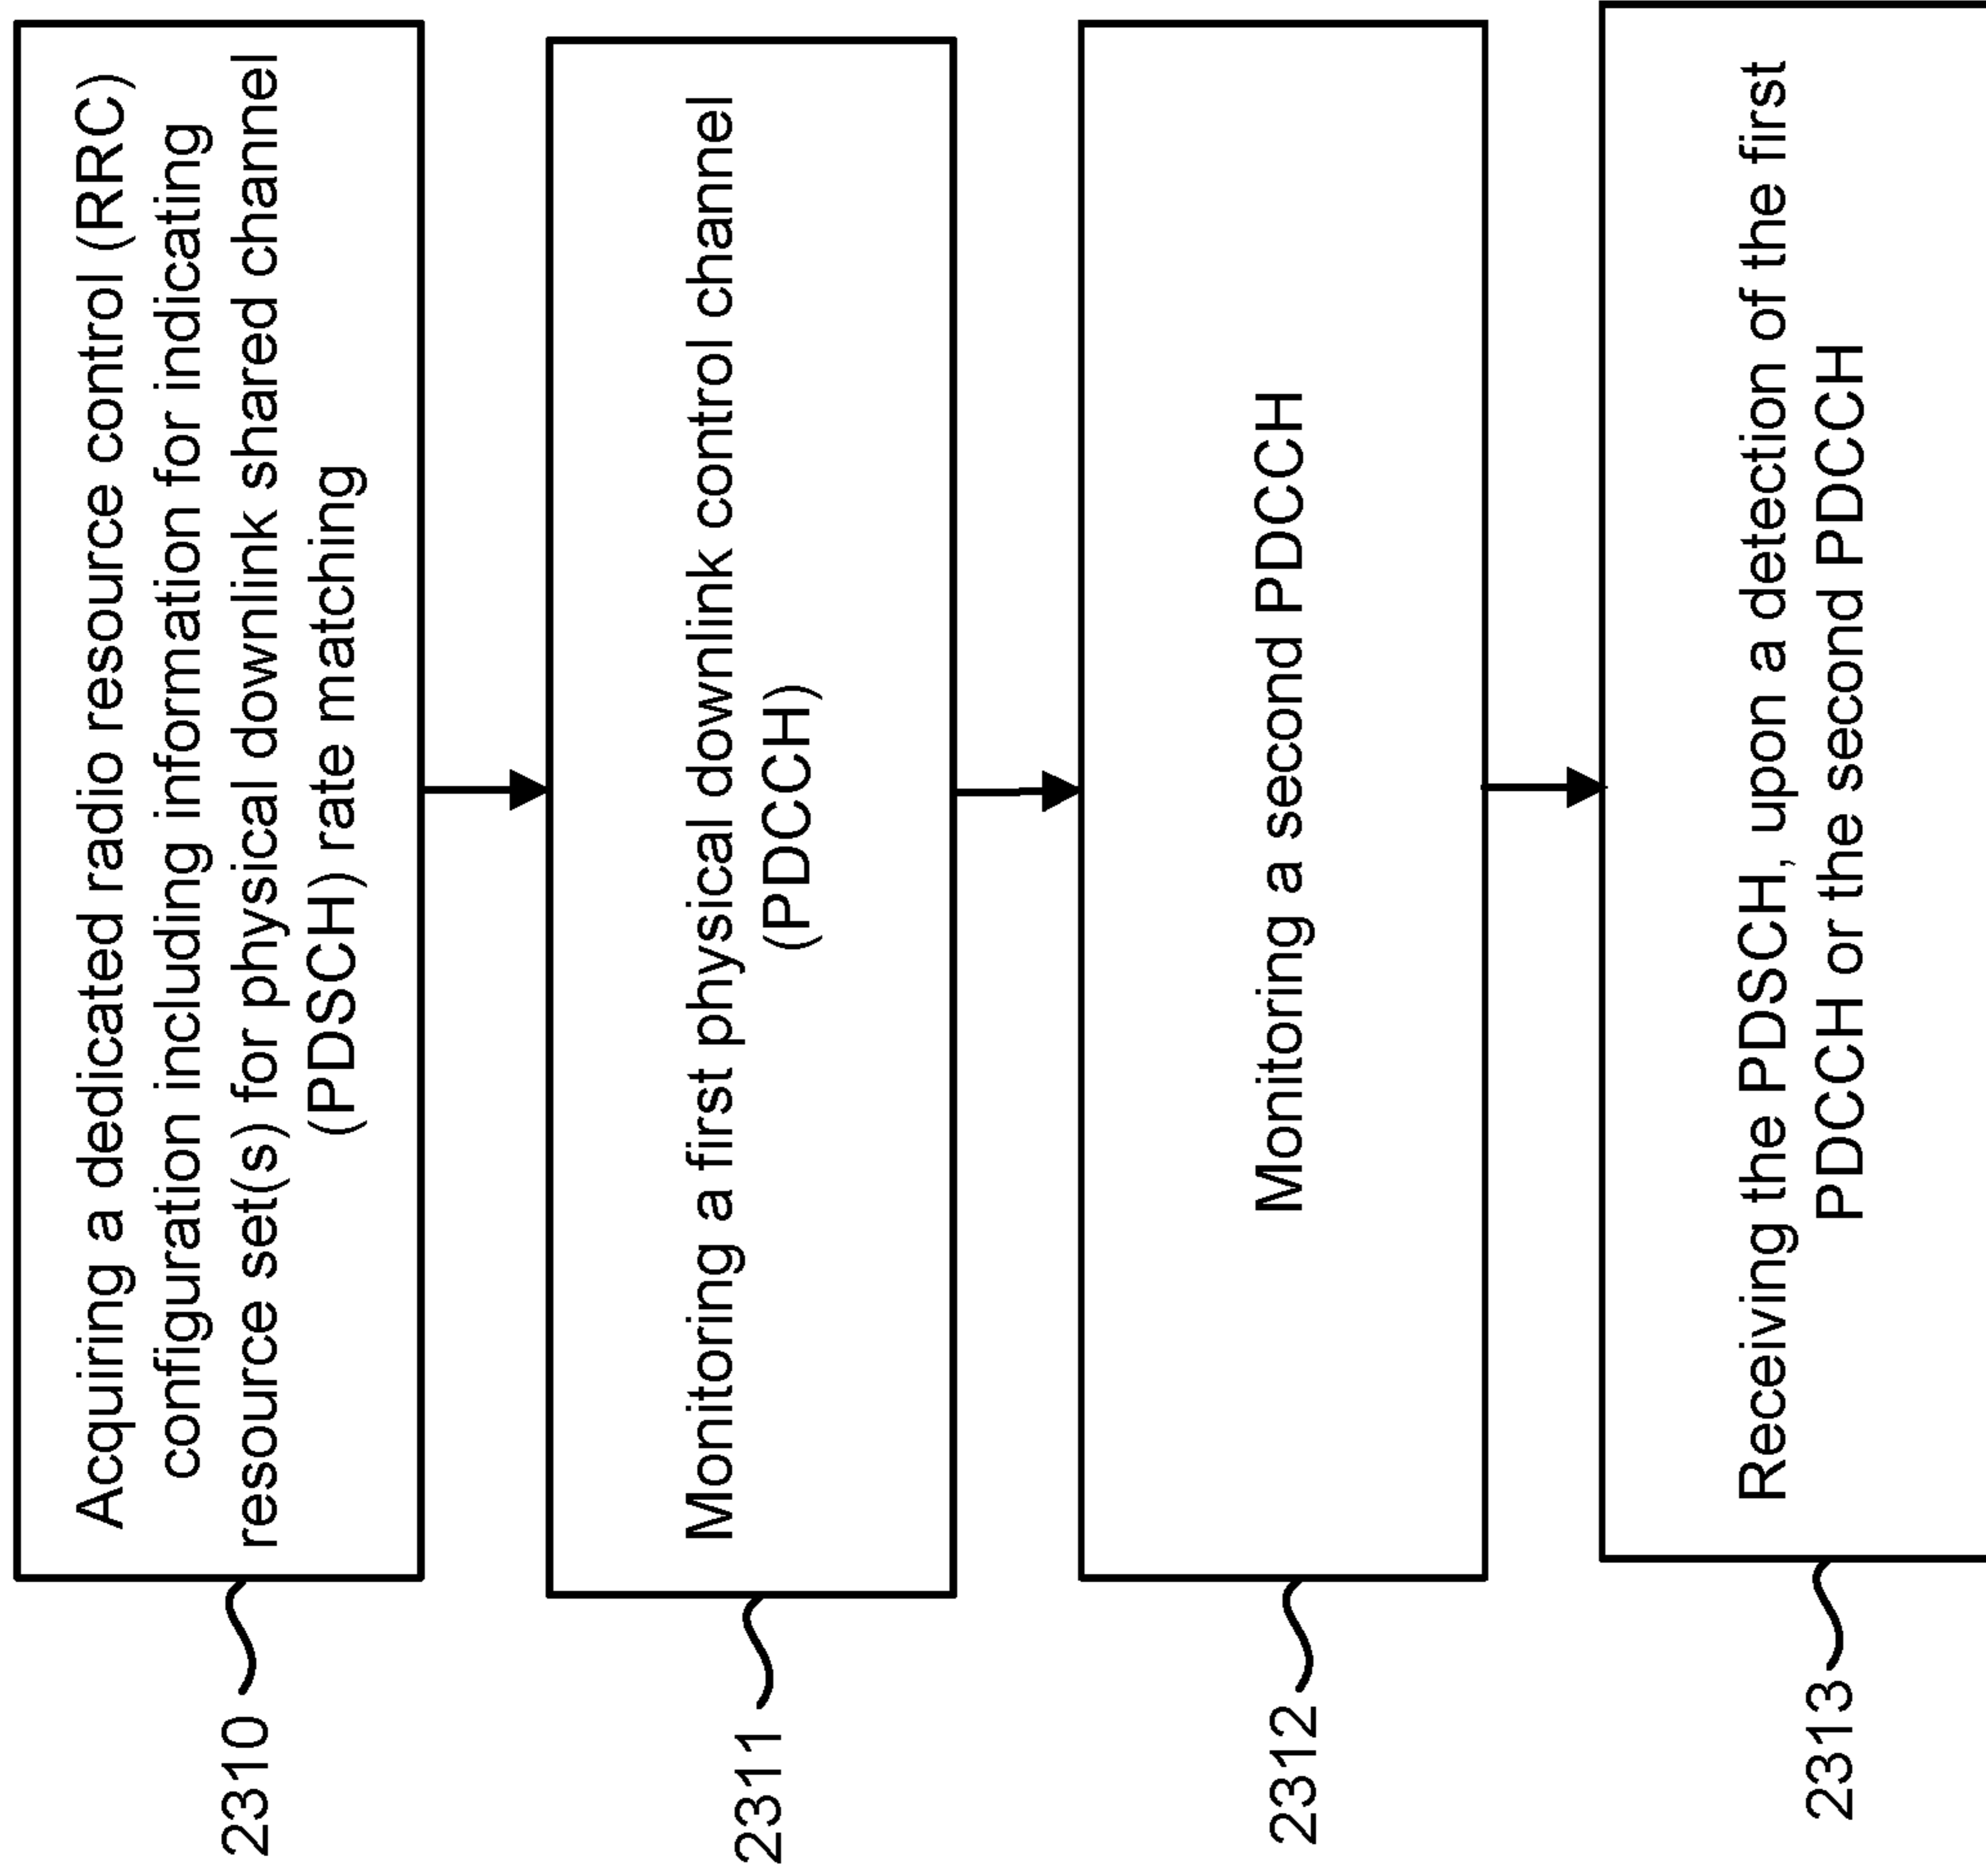 Acquiring a dedicated radio resource control (RRC)
configuration including information for indicating
resource set(s) for physical downlink shared channel
(PDSCH) rate matching
2310
Monitoring a first physical downlink control channel
(PDCCH)
2311
Monitoring a second PDCCH
2312
Receiving the PDSCH, upon a detection of the first
PDCCH or the second PDCCH
2313